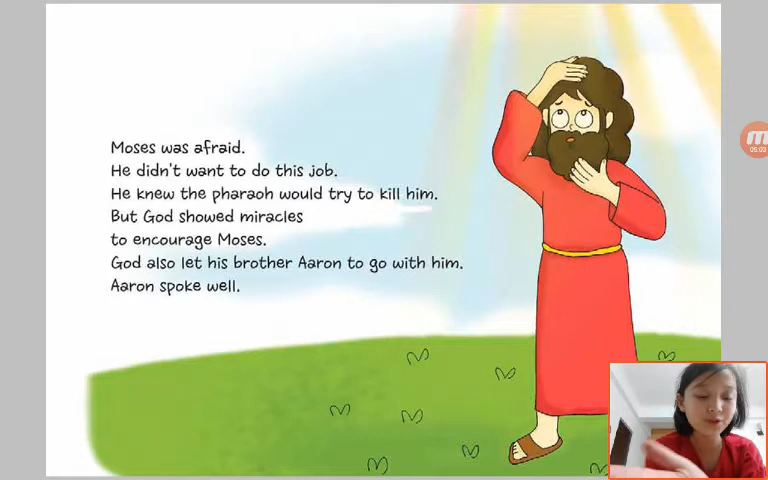 Moses was afraid.
He didn't want to do this job.
He knew the pharaoh would try to kill him.
But God showed miracles
to encourage Moses.
God also let his brother Aaron to go with him.
Aaron spoke well.
05:03